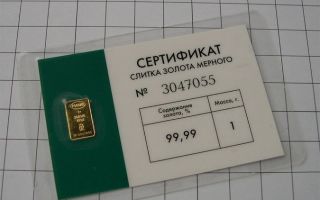 СЕРТИФИКАТ
СЛИТКА ЗОЛОТА МЕРНОГО
№ 3047055
Содержание золота, %
Масса, г.
99,99
1